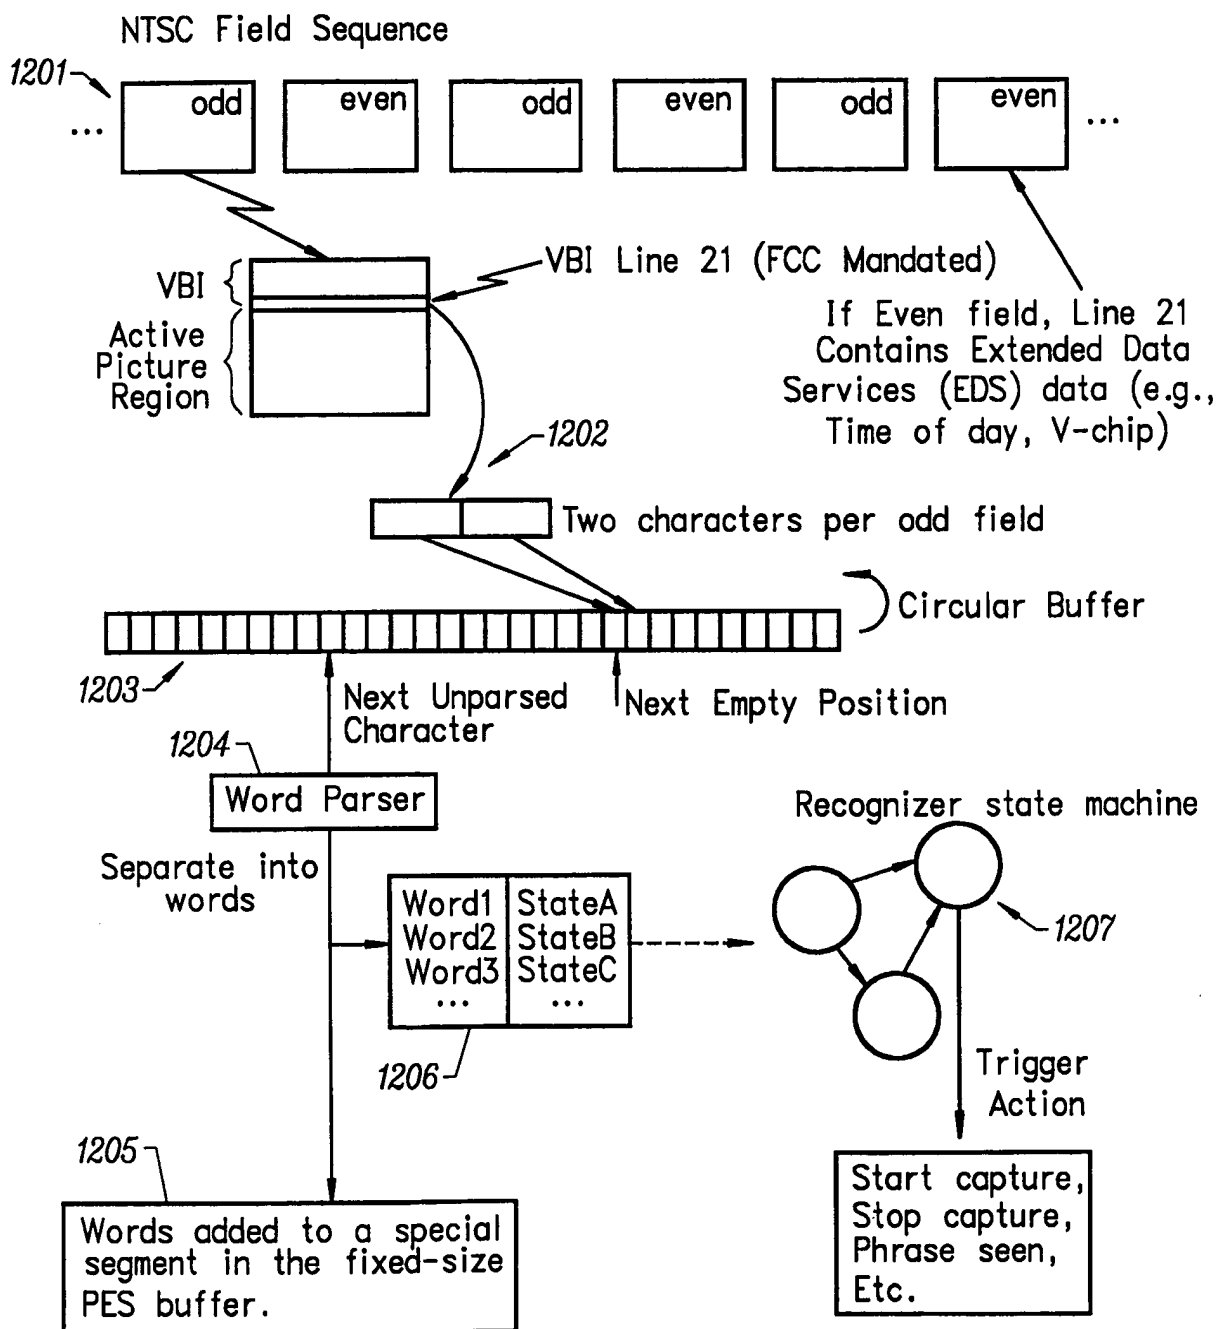 NTSC Field Sequence
1201
... odd even odd even odd even ...
VBI
VBI Line 21 (FCC Mandated)
Active
Picture
Region
If Even field, Line 21
Contains Extended Data
Services (EDS) data (e.g.,
Time of day, V-chip)
1202
Two characters per odd field
Circular Buffer
1203
Next Unparsed
Character
Next Empty Position
1204
Word Parser
Separate into
words
Word1 StateA
Word2 StateB
Word3 StateC
... ...
1206
Recognizer state machine
1207
Trigger
Action
1205
Words added to a special
segment in the fixed-size
PES buffer.
Start capture,
Stop capture,
Phrase seen,
Etc.